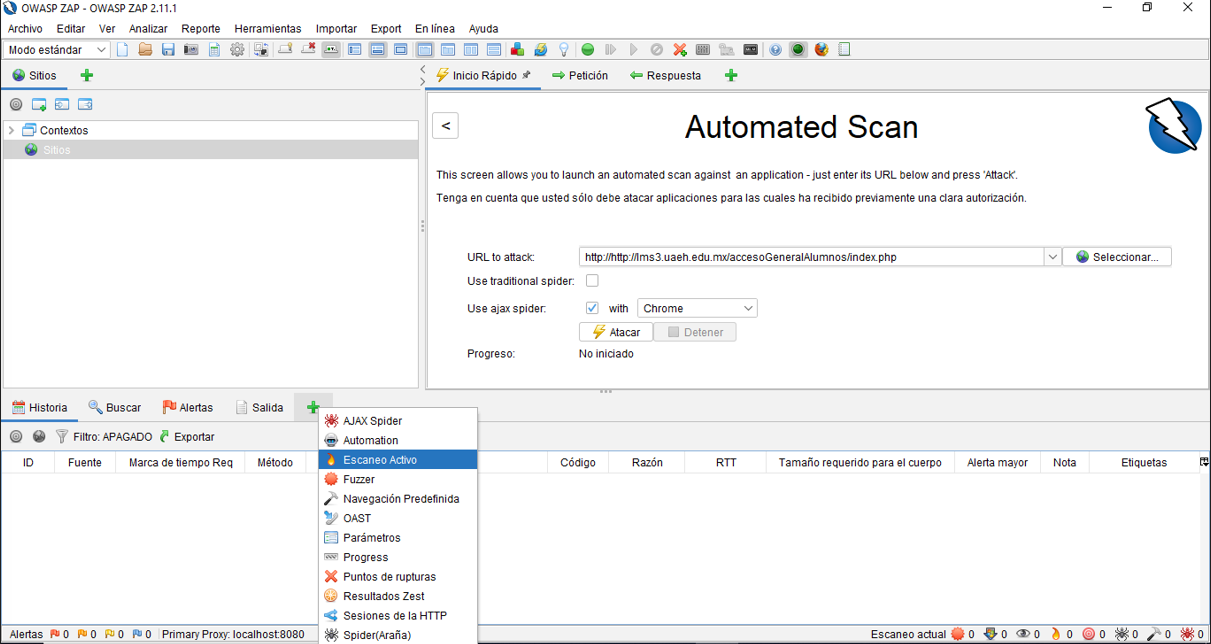 OWASP ZAP - OWASP ZAP 2.11.1
Archivo Editar Ver Analizar Reporte Herramientas Importar Export En línea Ayuda
Modo estándar
Sitios
Inicio Rápido Petición Respuesta
Contextos
Sitios
<
Automated Scan
This screen allows you to launch an automated scan against an application - just enter its URL below and press 'Attack'.
Tenga en cuenta que usted sólo debe atacar aplicaciones para las cuales ha recibido previamente una clara autorización.
URL to attack: http://http://lms3.uaeh.edu.mx/accesoGeneralAlumnos/index.php Seleccionar...
Use traditional spider:
Use ajax spider: with Chrome
Atacar Detener
Progreso: No iniciado
Historia Buscar Alertas Salida
Filtro: APAGADO Exportar
ID Fuente Marca de tiempo Req Método Código Razón RTT Tamaño requerido para el cuerpo Alerta mayor Nota Etiquetas
AJAX Spider
Automation
Escaneo Activo
Fuzzer
Navegación Predefinida
OAST
Parámetros
Progress
Puntos de rupturas
Resultados Zest
Sesiones de la HTTP
Spider(Araña)
Alertas 0 0 0 0 Primary Proxy: localhost:8080 Escaneo actual 0 0 0 0 0 0 0 0